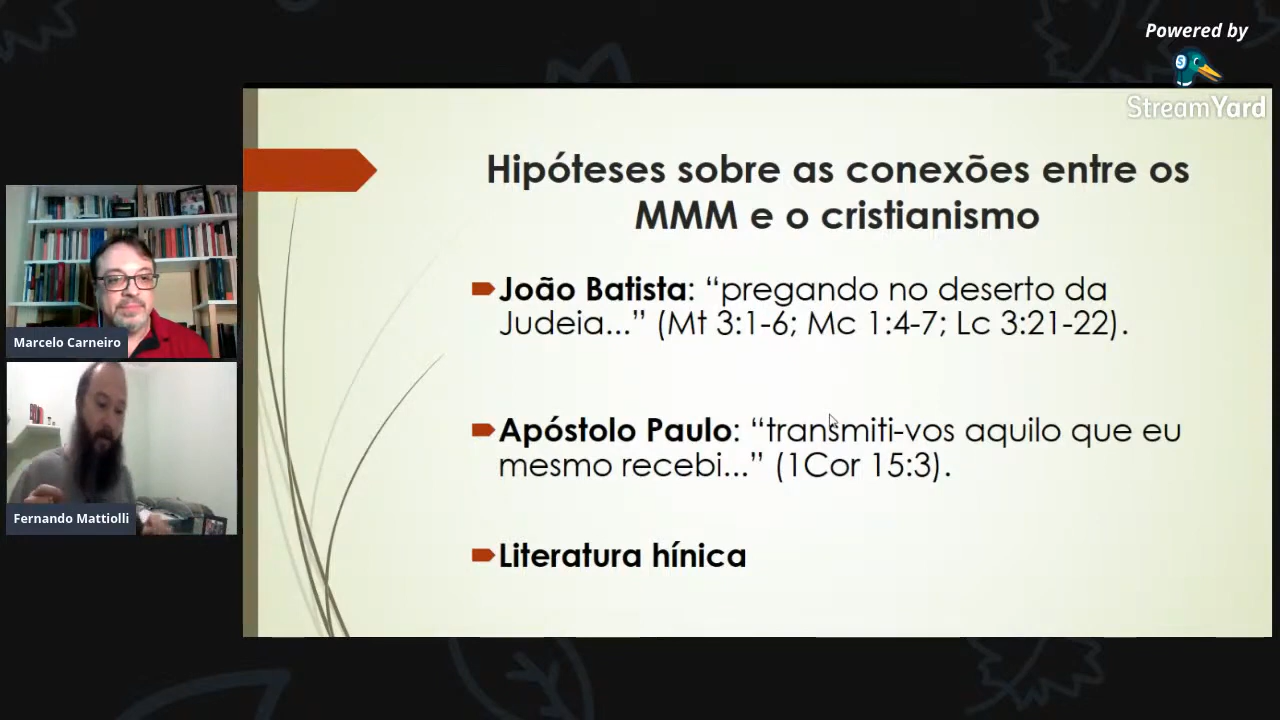 Powered by
StreamYard
Hipóteses sobre as conexões entre os
MMM e o cristianismo
João Batista: “pregando no deserto da
Judeia...” (Mt 3:1-6; Mc 1:4-7; Lc 3:21-22).
Apóstolo Paulo: “transmiti-vos aquilo que eu
mesmo recebi...” (1Cor 15:3).
Literatura hínica
Marcelo Carneiro
Fernando Mattiolli